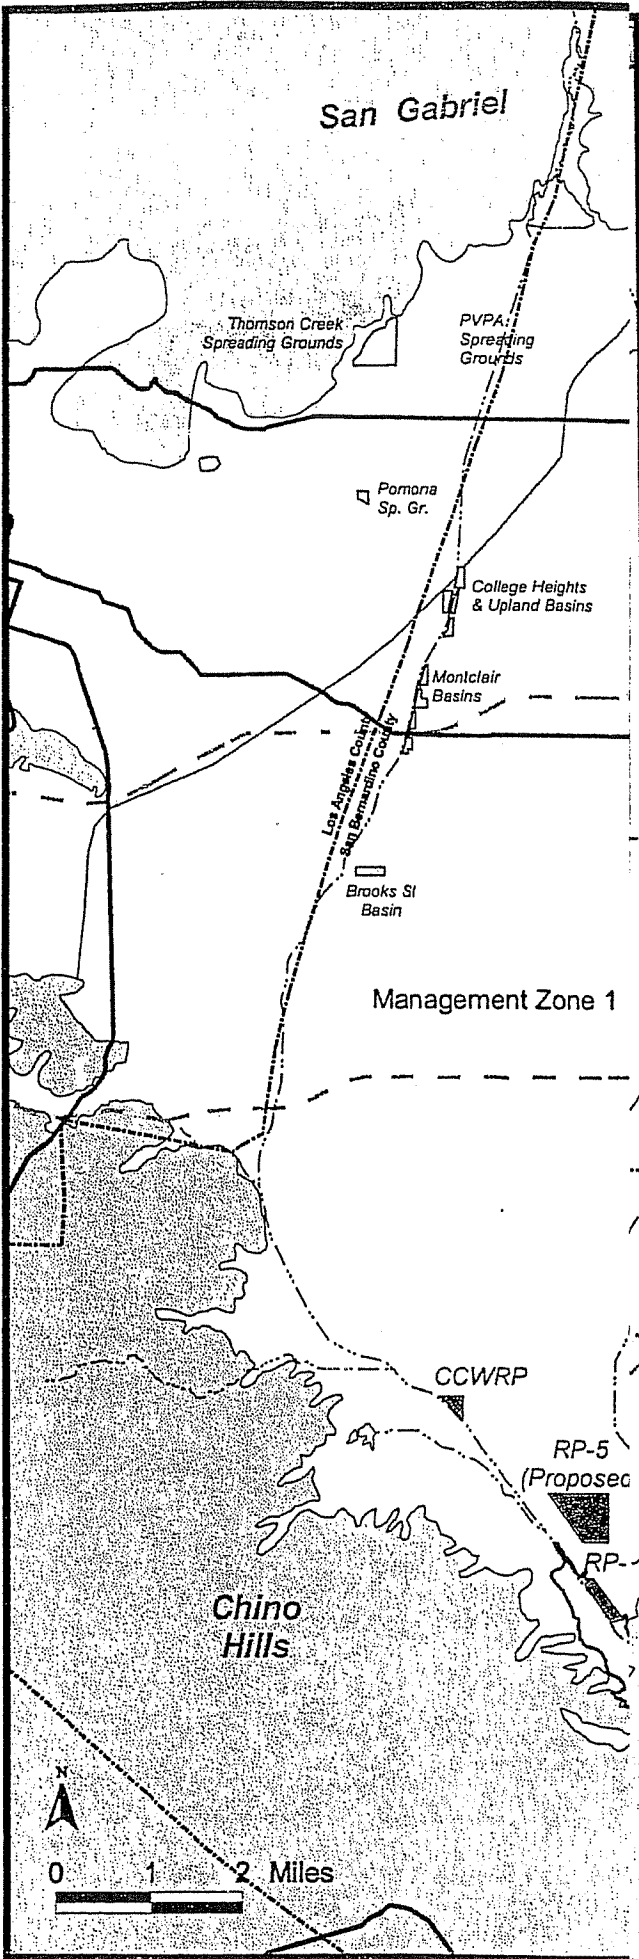 San Gabriel
Thomson Creek
Spreading Grounds
PVPA
Spreading
Grounds
Pomona
Sp. Gr.
College Heights
& Upland Basins
Montclair
Basins
Los Angeles County
San Bernardino County
Brooks St
Basin
Management Zone 1
CCWRP
RP-5
(Proposed
RP-
Chino
Hills
N
0 1 2 Miles